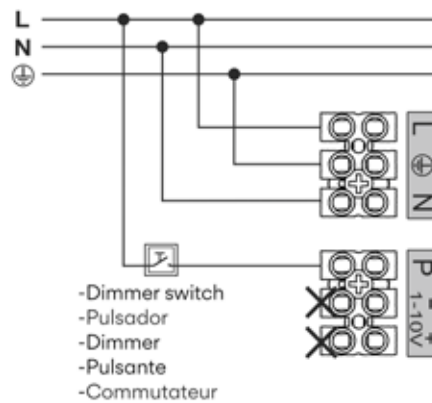 L
N
L
N
P
-Dimmer switch
-Pulsador
-Dimmer
-Pulsante
-Commutateur
- +
1-10V